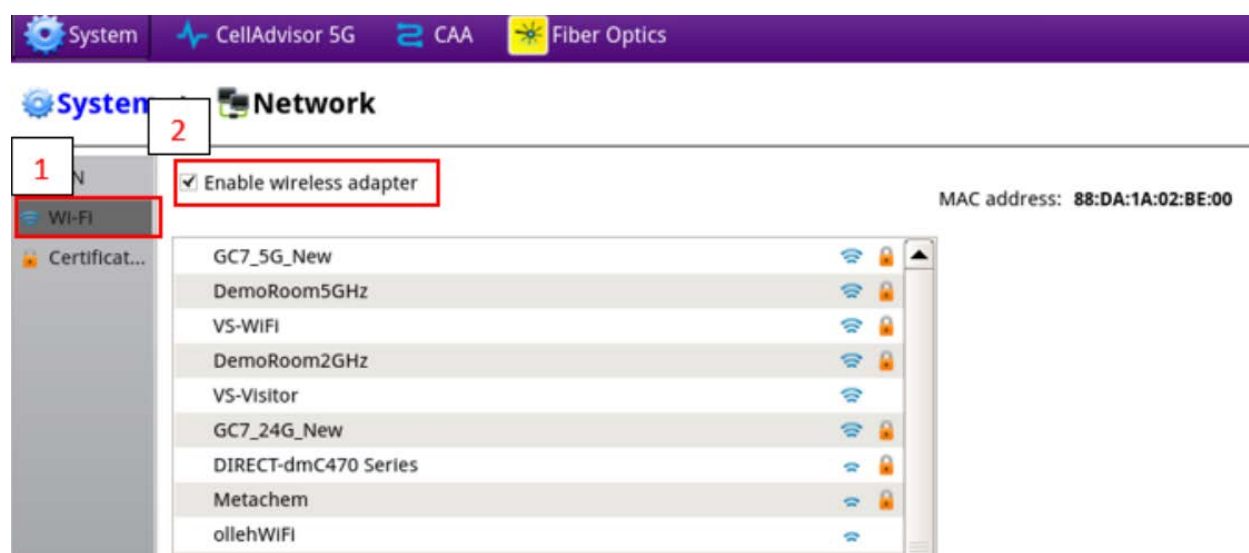 System CellAdvisor 5G CAA Fiber Optics
System Network
2
1
Enable wireless adapter
MAC address: 88:DA:1A:02:BE:00
Wi-Fi
Certificat...
GC7_5G_New
DemoRoom5GHz
VS-WiFi
DemoRoom2GHz
VS-Visitor
GC7_24G_New
DIRECT-dmC470 Series
Metachem
ollehWiFi